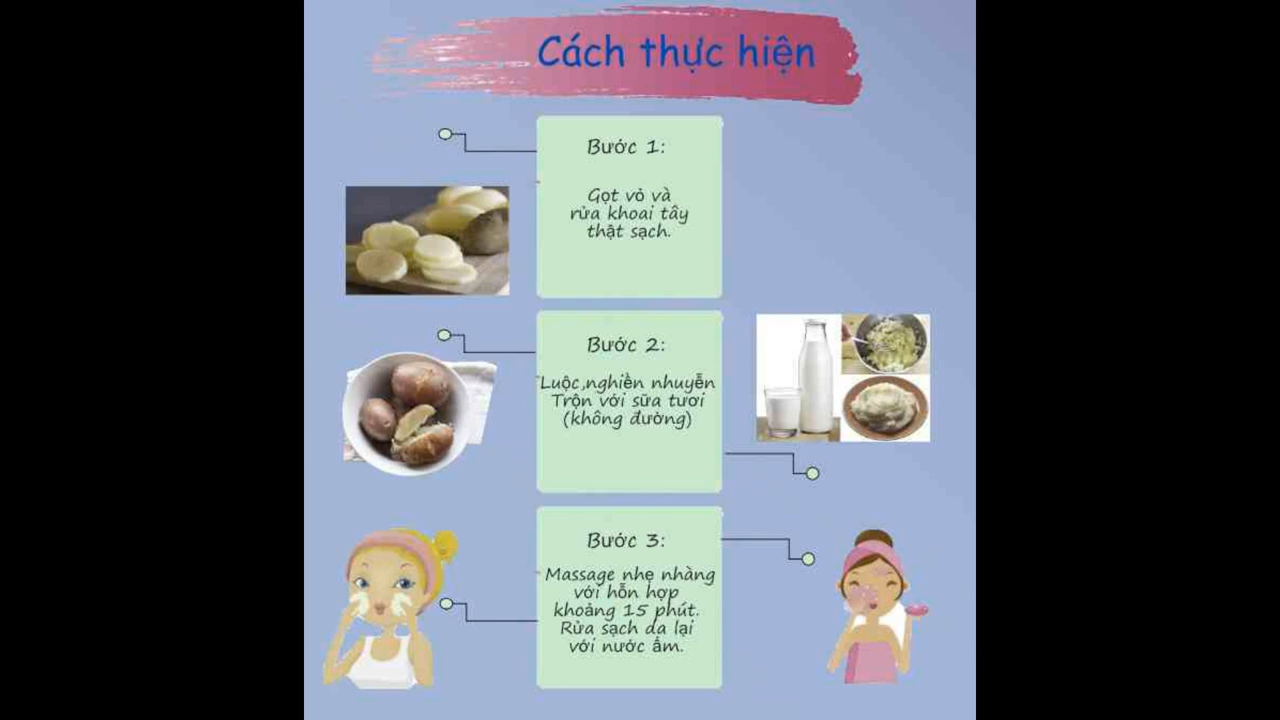 Cách thực hiện
Bước 1:
Gọt vỏ và
rửa khoai tây
thật sạch.
Bước 2:
Luộc,nghiền nhuyễn
Trộn với sữa tươi
(không đường)
Bước 3:
Massage nhẹ nhàng
với hỗn hợp
khoảng 15 phút.
Rửa sạch da lại
với nước ấm.